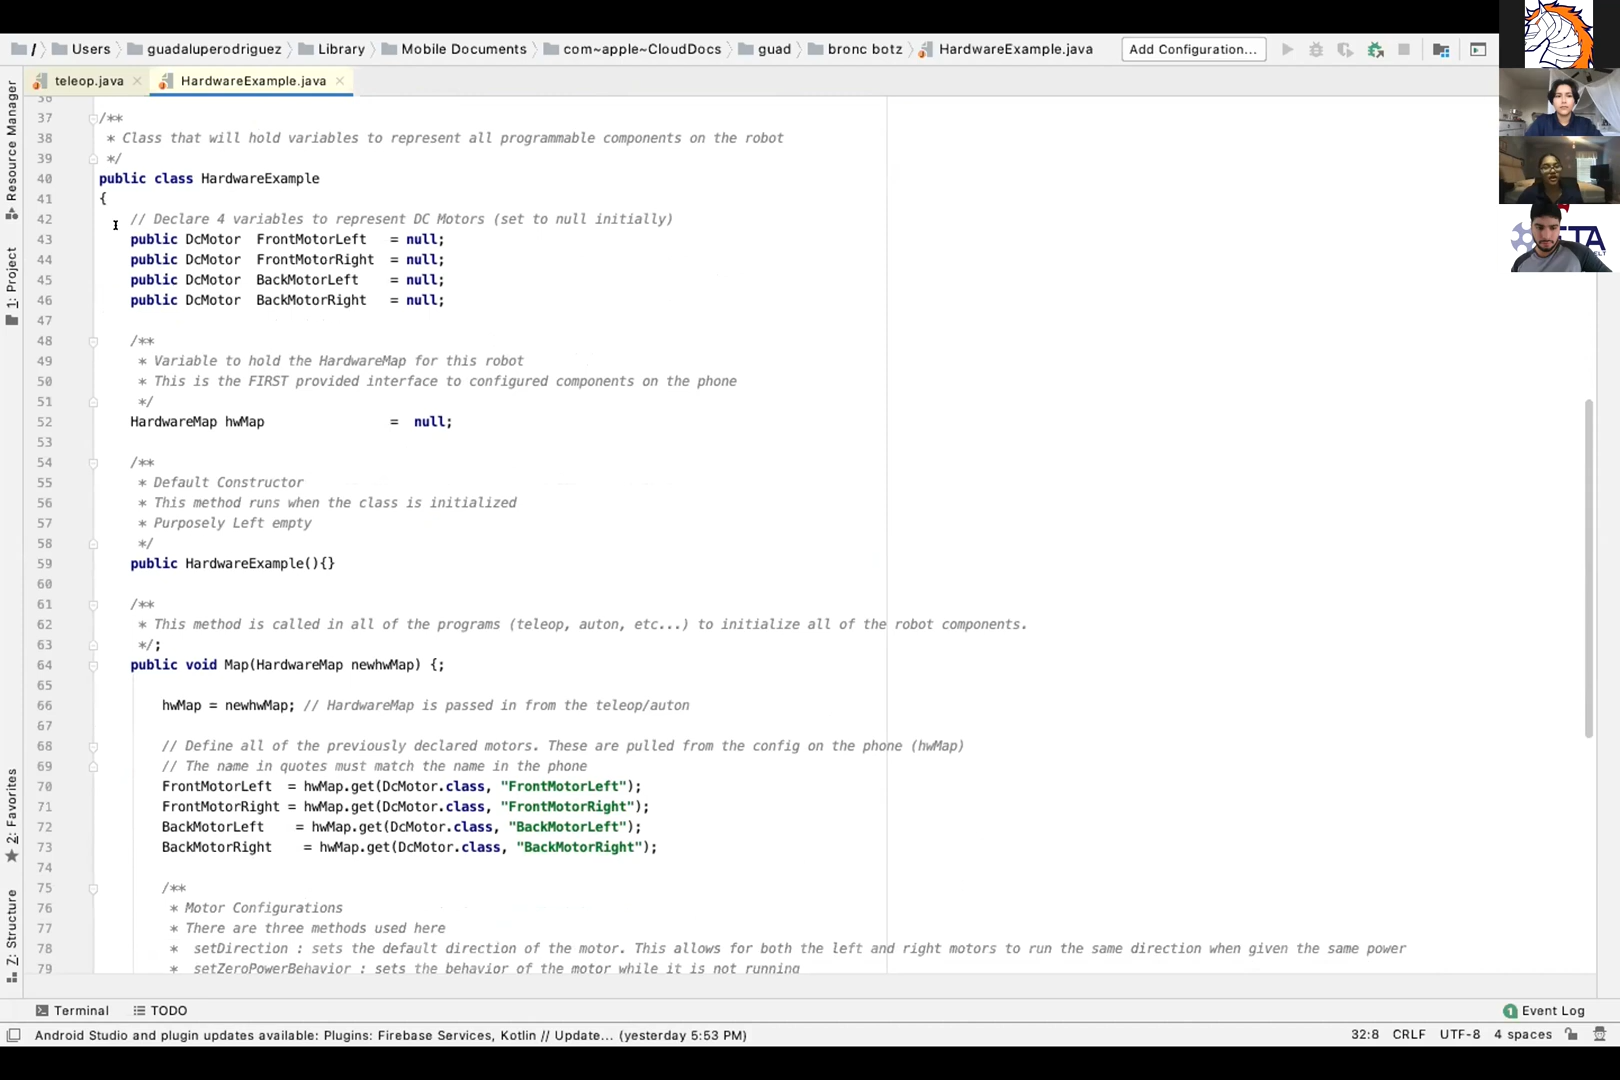 / Users guadaluperodriguez Library Mobile Documents com~apple~CloudDocs guad bronc botz HardwareExample.java Add Configuration...
teleop.java HardwareExample.java
Resource Manager
1: Project
2: Favorites
Z: Structure
36
37 /**
38 * Class that will hold variables to represent all programmable components on the robot
39 */
40 public class HardwareExample
41 {
42 // Declare 4 variables to represent DC Motors (set to null initially)
43 public DcMotor FrontMotorLeft = null;
44 public DcMotor FrontMotorRight = null;
45 public DcMotor BackMotorLeft = null;
46 public DcMotor BackMotorRight = null;
47
48 /**
49 * Variable to hold the HardwareMap for this robot
50 * This is the FIRST provided interface to configured components on the phone
51 */
52 HardwareMap hwMap = null;
53
54 /**
55 * Default Constructor
56 * This method runs when the class is initialized
57 * Purposely Left empty
58 */
59 public HardwareExample(){}
60
61 /**
62 * This method is called in all of the programs (teleop, auton, etc...) to initialize all of the robot components.
63 */;
64 public void Map(HardwareMap newhwMap) {;
65
66 hwMap = newhwMap; // HardwareMap is passed in from the teleop/auton
67
68 // Define all of the previously declared motors. These are pulled from the config on the phone (hwMap)
69 // The name in quotes must match the name in the phone
70 FrontMotorLeft = hwMap.get(DcMotor.class, "FrontMotorLeft");
71 FrontMotorRight = hwMap.get(DcMotor.class, "FrontMotorRight");
72 BackMotorLeft = hwMap.get(DcMotor.class, "BackMotorLeft");
73 BackMotorRight = hwMap.get(DcMotor.class, "BackMotorRight");
74
75 /**
76 * Motor Configurations
77 * There are three methods used here
78 * setDirection : sets the default direction of the motor. This allows for both the left and right motors to run the same direction when given the same power
79 * setZeroPowerBehavior : sets the behavior of the motor while it is not running
Terminal TODO 1 Event Log
Android Studio and plugin updates available: Plugins: Firebase Services, Kotlin // Update... (yesterday 5:53 PM) 32:8 CRLF UTF-8 4 spaces